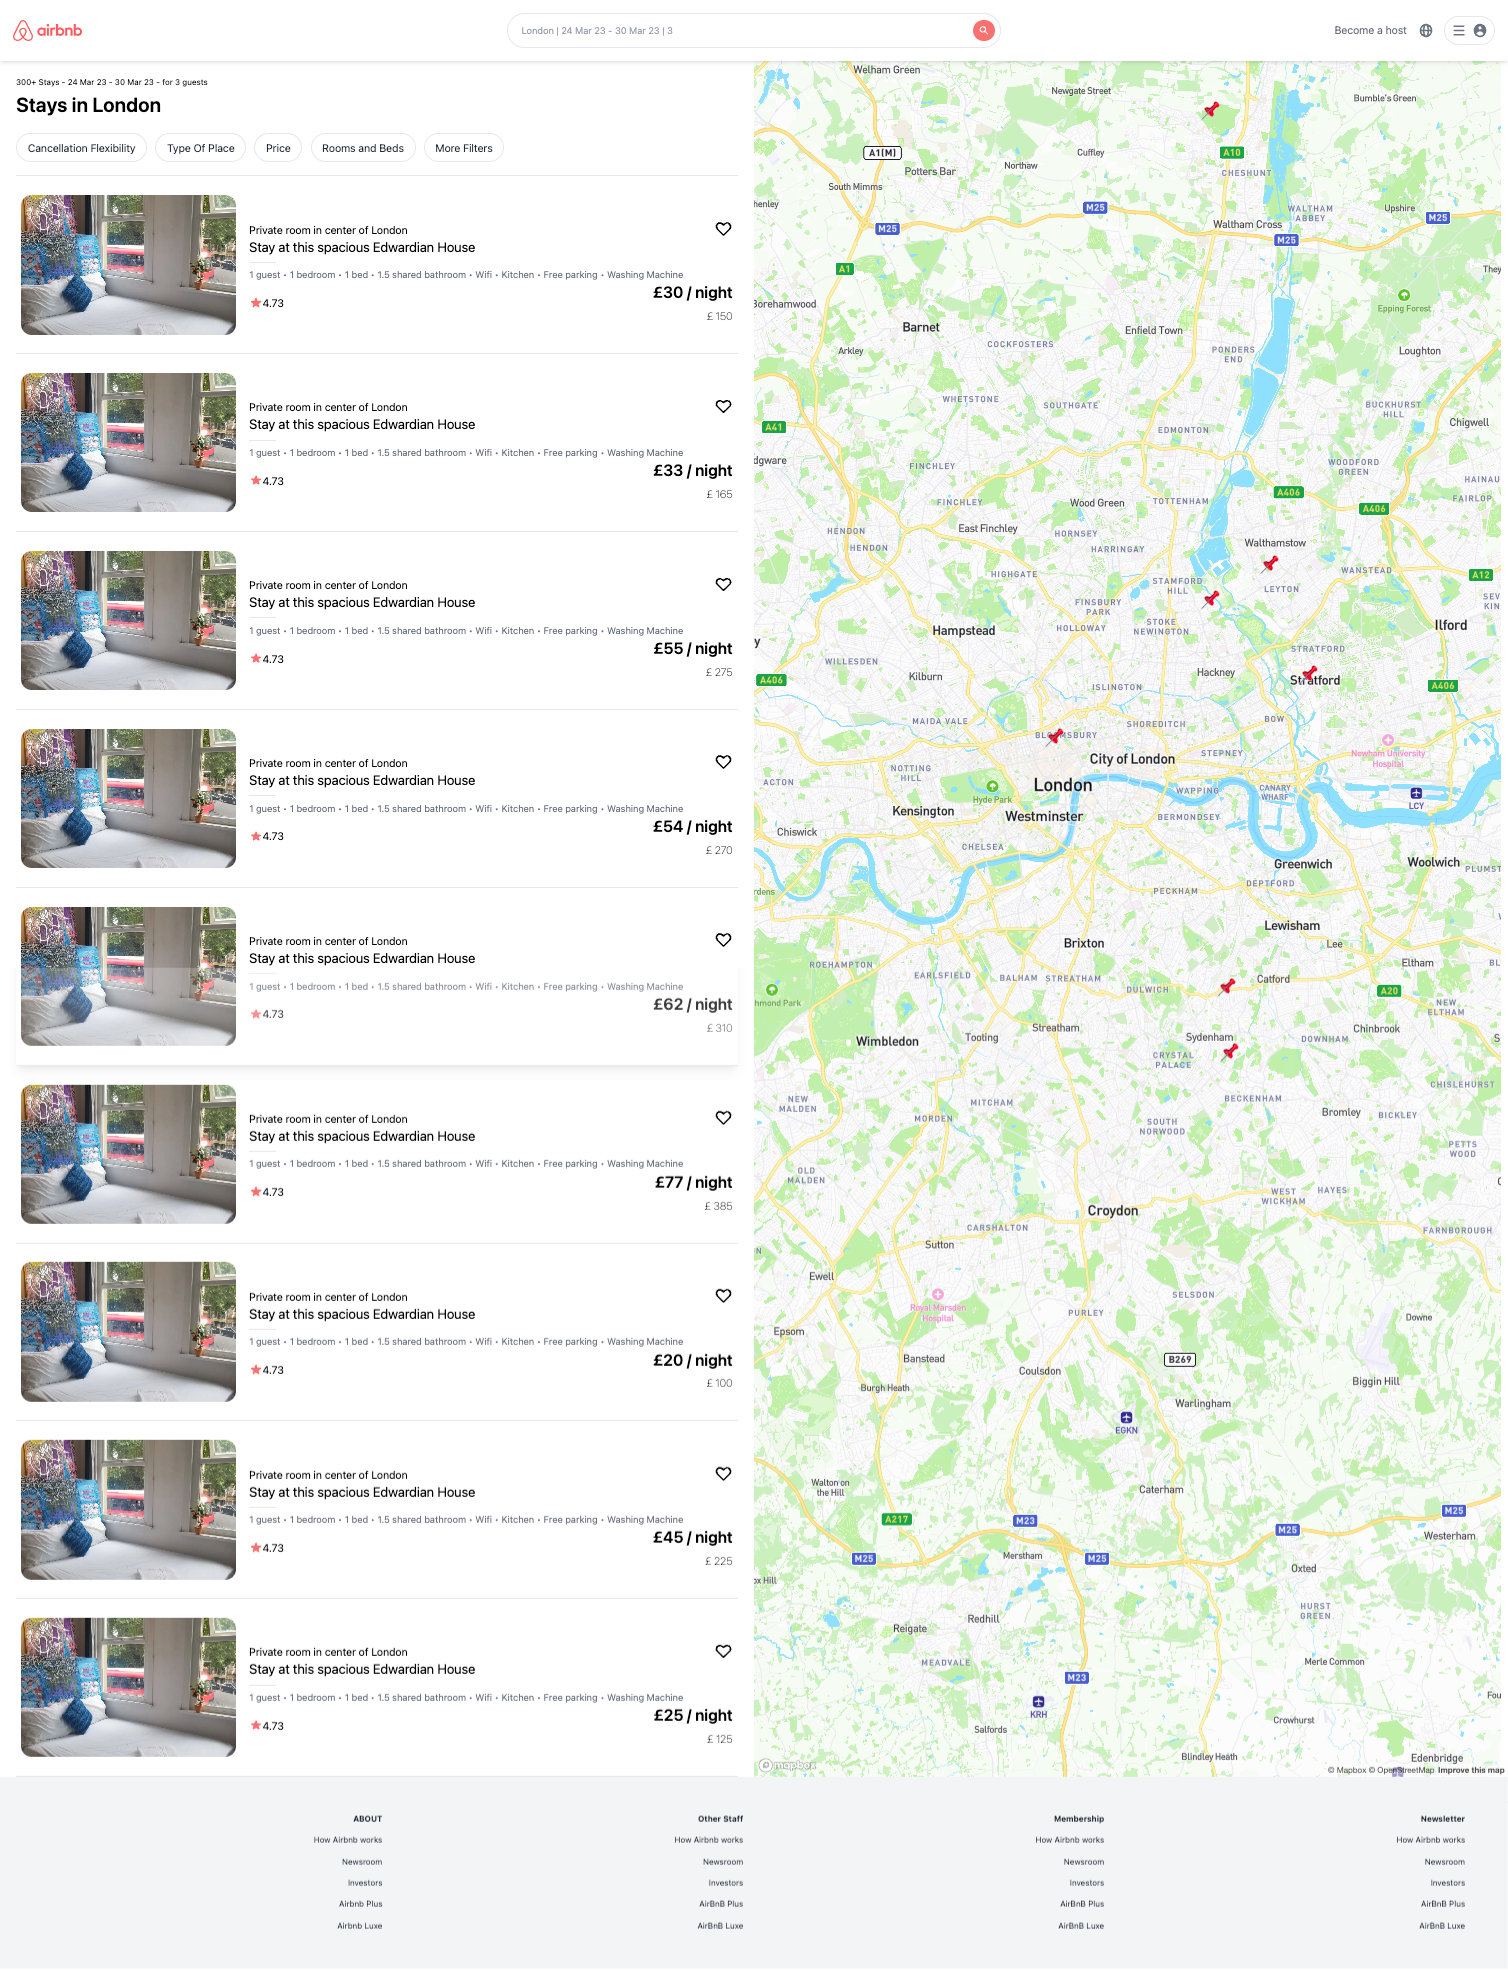 airbnb
London | 24 Mar 23 - 30 Mar 23 | 3
Become a host
300+ Stays - 24 Mar 23 - 30 Mar 23 - for 3 guests
Stays in London
Cancellation Flexibility
Type Of Place
Price
Rooms and Beds
More Filters
Private room in center of London
Stay at this spacious Edwardian House
1 guest • 1 bedroom • 1 bed • 1.5 shared bathroom • Wifi • Kitchen • Free parking • Washing Machine
4.73
£30 / night
£ 150
Private room in center of London
Stay at this spacious Edwardian House
1 guest • 1 bedroom • 1 bed • 1.5 shared bathroom • Wifi • Kitchen • Free parking • Washing Machine
4.73
£33 / night
£ 165
Private room in center of London
Stay at this spacious Edwardian House
1 guest • 1 bedroom • 1 bed • 1.5 shared bathroom • Wifi • Kitchen • Free parking • Washing Machine
4.73
£55 / night
£ 275
Private room in center of London
Stay at this spacious Edwardian House
1 guest • 1 bedroom • 1 bed • 1.5 shared bathroom • Wifi • Kitchen • Free parking • Washing Machine
4.73
£54 / night
£ 270
Private room in center of London
Stay at this spacious Edwardian House
1 guest • 1 bedroom • 1 bed • 1.5 shared bathroom • Wifi • Kitchen • Free parking • Washing Machine
4.73
£62 / night
£ 310
Private room in center of London
Stay at this spacious Edwardian House
1 guest • 1 bedroom • 1 bed • 1.5 shared bathroom • Wifi • Kitchen • Free parking • Washing Machine
4.73
£77 / night
£ 385
Private room in center of London
Stay at this spacious Edwardian House
1 guest • 1 bedroom • 1 bed • 1.5 shared bathroom • Wifi • Kitchen • Free parking • Washing Machine
4.73
£20 / night
£ 100
Private room in center of London
Stay at this spacious Edwardian House
1 guest • 1 bedroom • 1 bed • 1.5 shared bathroom • Wifi • Kitchen • Free parking • Washing Machine
4.73
£45 / night
£ 225
Private room in center of London
Stay at this spacious Edwardian House
1 guest • 1 bedroom • 1 bed • 1.5 shared bathroom • Wifi • Kitchen • Free parking • Washing Machine
4.73
£25 / night
£ 125
Welham Green
Newgate Street
Bumble's Green
A1(M)
Cuffley
A10
Potters Bar
Northaw
CHESHUNT
South Mimms
henley
M25
WALTHAM
ABBEY
Upshire
M25
M25
Waltham Cross
M25
A1
They
Borehamwood
Epping Forest
Barnet
Enfield Town
COCKFOSTERS
Arkley
PONDERS
END
Loughton
WHETSTONE
SOUTHGATE
BUCKHURST
HILL
A41
EDMONTON
Chigwell
dgware
FINCHLEY
WOODFORD
GREEN
HAINAU
A406
FINCHLEY
Wood Green
TOTTENHAM
FAIRLOP
A406
East Finchley
HENDON
HORNSEY
HENDON
HARRINGAY
Walthamstow
HIGHGATE
STAMFORD
HILL
WANSTEAD
A12
LEYTON
SEV
KIN
FINSBURY
PARK
Hampstead
HOLLOWAY
STOKE
NEWINGTON
Ilford
y
STRATFORD
WILLESDEN
Kilburn
Hackney
Stratford
A406
A406
ISLINGTON
MAIDA VALE
SHOREDITCH
BOW
BLOOMSBURY
City of London
STEPNEY
Newham University
Hospital
ACTON
NOTTING
HILL
London
Hyde Park
WAPPING
CANARY
WHARF
LCY
Kensington
Westminster
BERMONDSEY
Chiswick
CHELSEA
Greenwich
Woolwich
PLUMST
rdens
PECKHAM
DEPTFORD
Lewisham
Brixton
Lee
ROEHAMPTON
EARLSFIELD
BALHAM
STREATHAM
Catford
Eltham
BL
DULWICH
A20
hmond Park
NEW
ELTHAM
Streatham
Chinbrook
Wimbledon
Tooting
Sydenham
DOWNHAM
S
CRYSTAL
PALACE
CHISLEHURST
NEW
MALDEN
MITCHAM
BECKENHAM
MORDEN
SOUTH
NORWOOD
Bromley
BICKLEY
PETTS
WOOD
OLD
MALDEN
WEST
WICKHAM
HAYES
Croydon
CARSHALTON
FARNBOROUGH
Sutton
Ewell
SELSDON
Royal Marsden
Hospital
PURLEY
Downe
Epsom
Banstead
B269
Coulsdon
Biggin Hill
Burgh Heath
Warlingham
EGKN
Walton on
the Hill
Caterham
A217
M23
M25
M25
Westerham
M25
Merstham
M25
Oxted
ox Hill
HURST
GREEN
Redhill
Reigate
MEADVALE
Merle Common
M23
Fou
KRH
Salfords
Crowhurst
Blindley Heath
Edenbridge
mapbox
© Mapbox © OpenStreetMap Improve this map
ABOUT
How Airbnb works
Newsroom
Investors
Airbnb Plus
Airbnb Luxe
Other Staff
How Airbnb works
Newsroom
Investors
AirBnB Plus
AirBnB Luxe
Membership
How Airbnb works
Newsroom
Investors
AirBnB Plus
AirBnB Luxe
Newsletter
How Airbnb works
Newsroom
Investors
AirBnB Plus
AirBnB Luxe